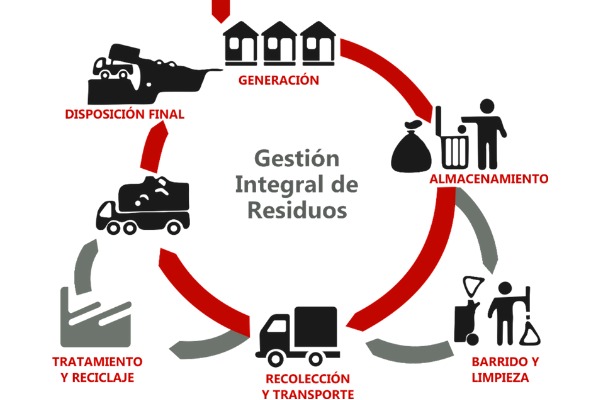 GENERACIÓN
DISPOSICIÓN FINAL
Gestión
Integral de
Residuos
ALMACENAMIENTO
TRATAMIENTO
Y RECICLAJE
RECOLECCIÓN
Y TRANSPORTE
BARRIDO Y
LIMPIEZA